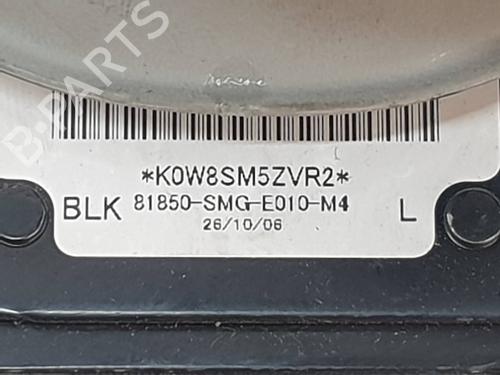 B-PARTS
*K0W8SM5ZVR2*
BLK 81850-SMG-E010-M4 L
26/10/06